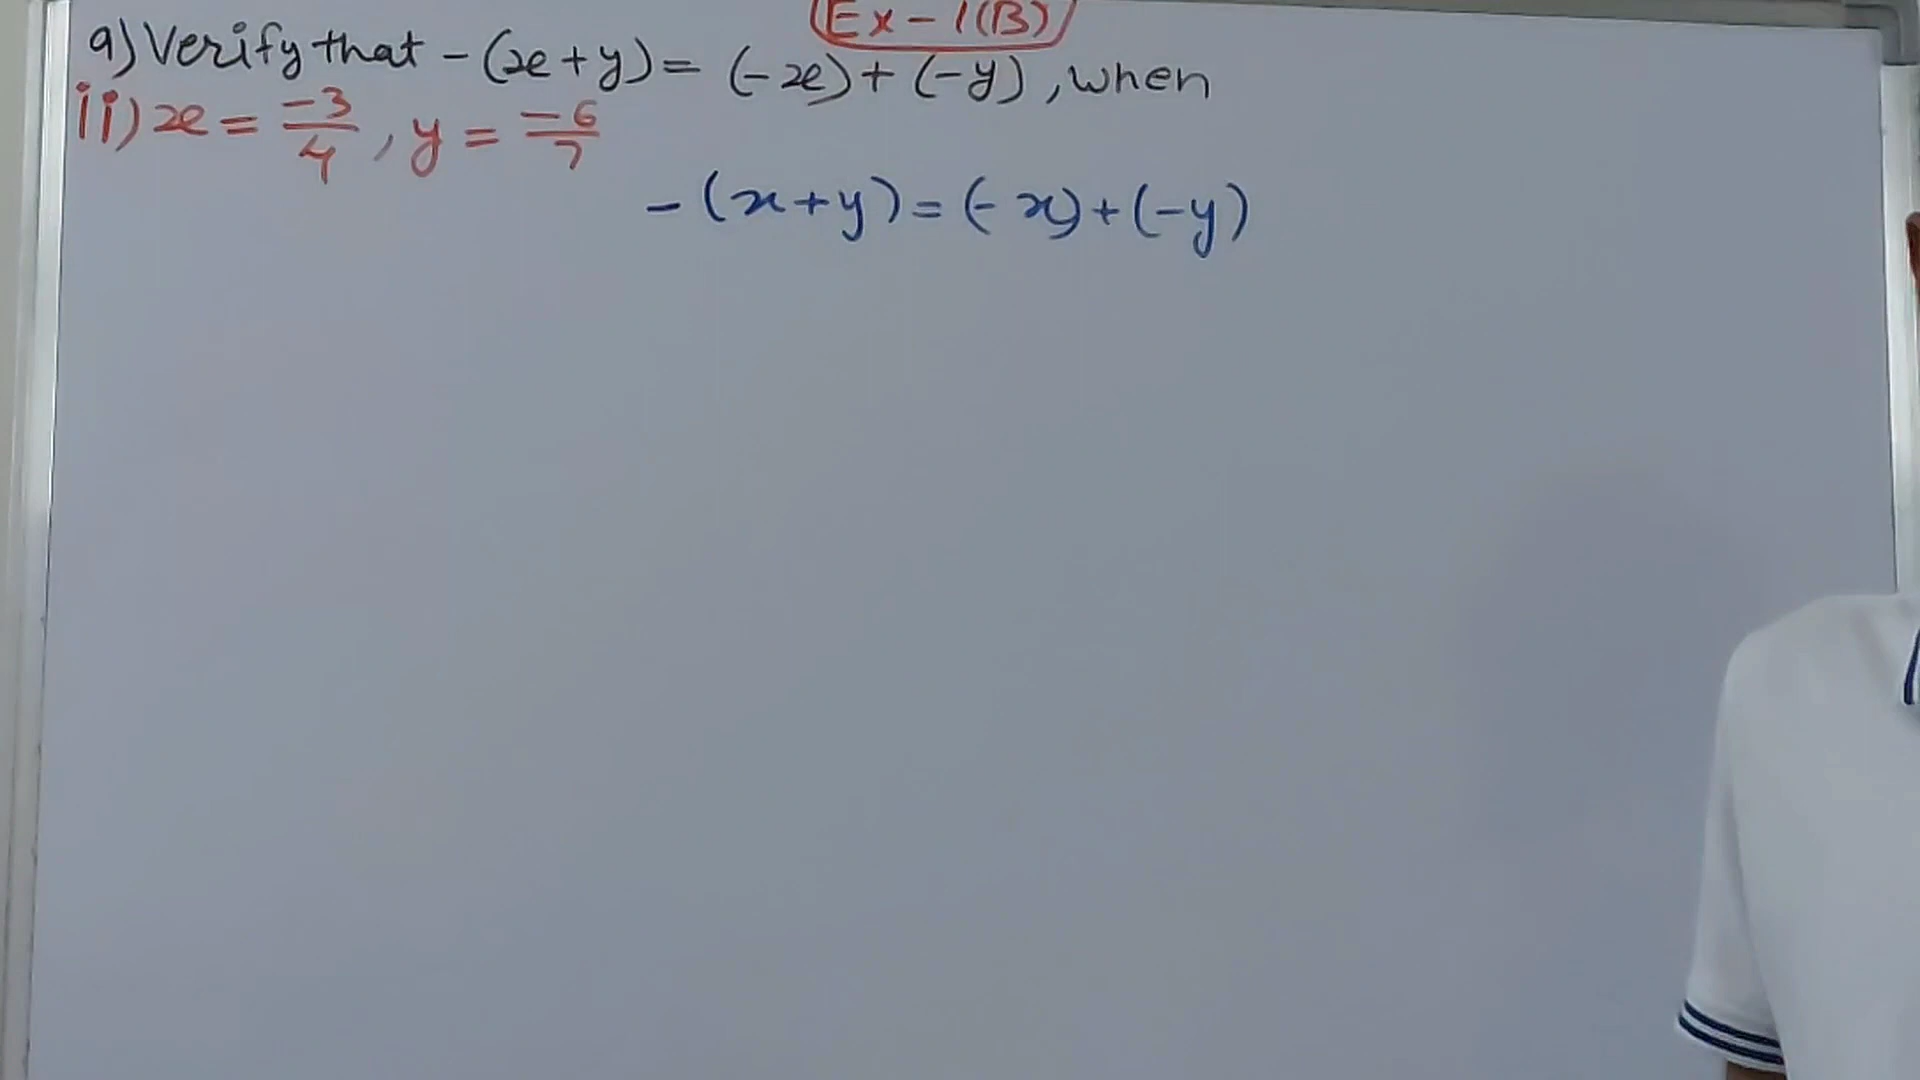 Ex-1(B)
9) Verify that -(x+y) = (-x)+(-y), when
ii) x = -3/4, y = -6/7
-(x+y) = (-x)+(-y)